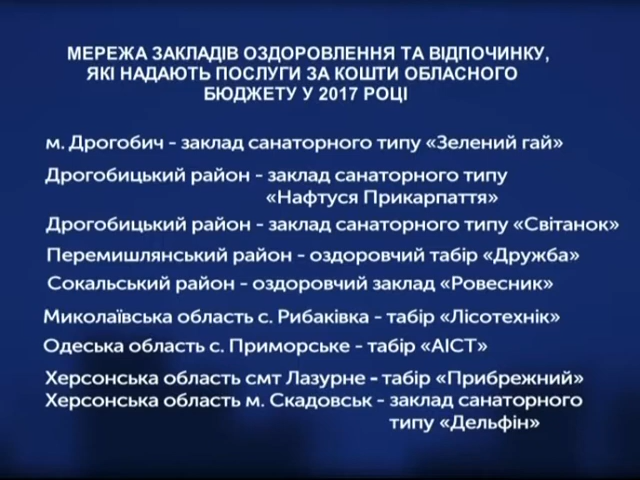 МЕРЕЖА ЗАКЛАДІВ ОЗДОРОВЛЕННЯ ТА ВІДПОЧИНКУ,
ЯКІ НАДАЮТЬ ПОСЛУГИ ЗА КОШТИ ОБЛАСНОГО
БЮДЖЕТУ У 2017 РОЦІ
м. Дрогобич - заклад санаторного типу «Зелений гай»
Дрогобицький район - заклад санаторного типу
«Нафтуся Прикарпаття»
Дрогобицький район - заклад санаторного типу «Світанок»
Перемишлянський район - оздоровчий табір «Дружба»
Сокальський район - оздоровчий заклад «Ровесник»
Миколаївська область с. Рибаківка - табір «Лісотехнік»
Одеська область с. Приморське - табір «АІСТ»
Херсонська область смт Лазурне - табір «Прибрежний»
Херсонська область м. Скадовськ - заклад санаторного
типу «Дельфін»